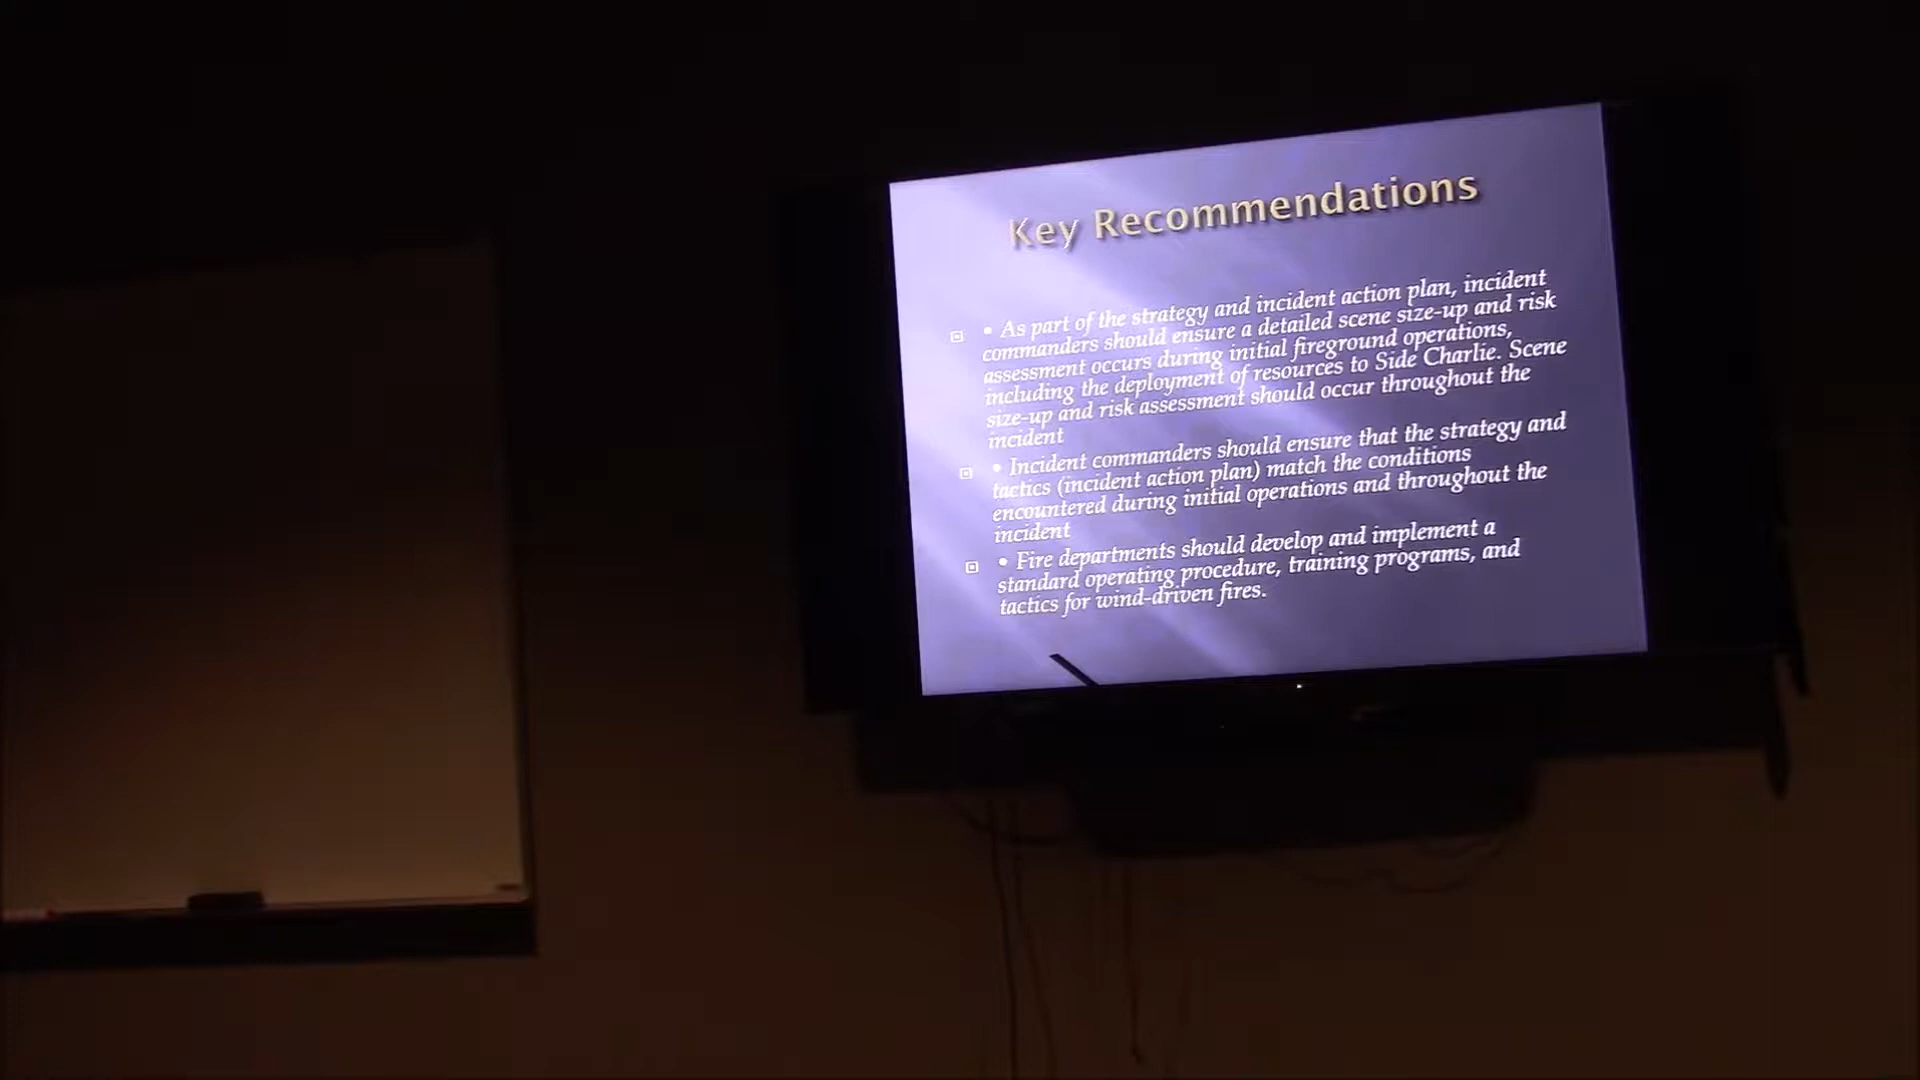 Key Recommendations
• As part of the strategy and incident action plan, incident
commanders should ensure a detailed scene size-up and risk
assessment occurs during initial fireground operations,
including the deployment of resources to Side Charlie. Scene
size-up and risk assessment should occur throughout the
incident
• Incident commanders should ensure that the strategy and
tactics (incident action plan) match the conditions
encountered during initial operations and throughout the
incident
• Fire departments should develop and implement a
standard operating procedure, training programs, and
tactics for wind-driven fires.